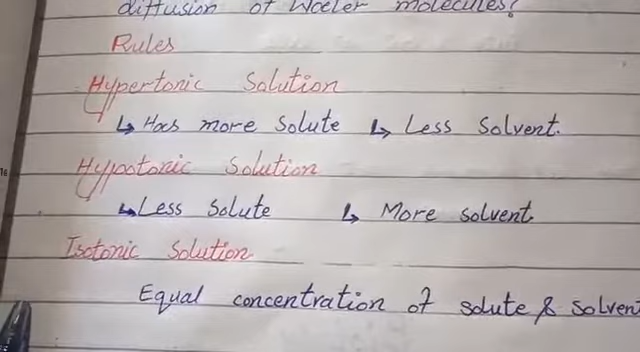 diffusion of Water molecules?
Rules
Hypertonic Solution
↳ Has more Solute ↳ Less Solvent.
Hypotonic Solution
↳ Less Solute ↳ More solvent
Isotonic Solution
Equal concentration of solute & solven